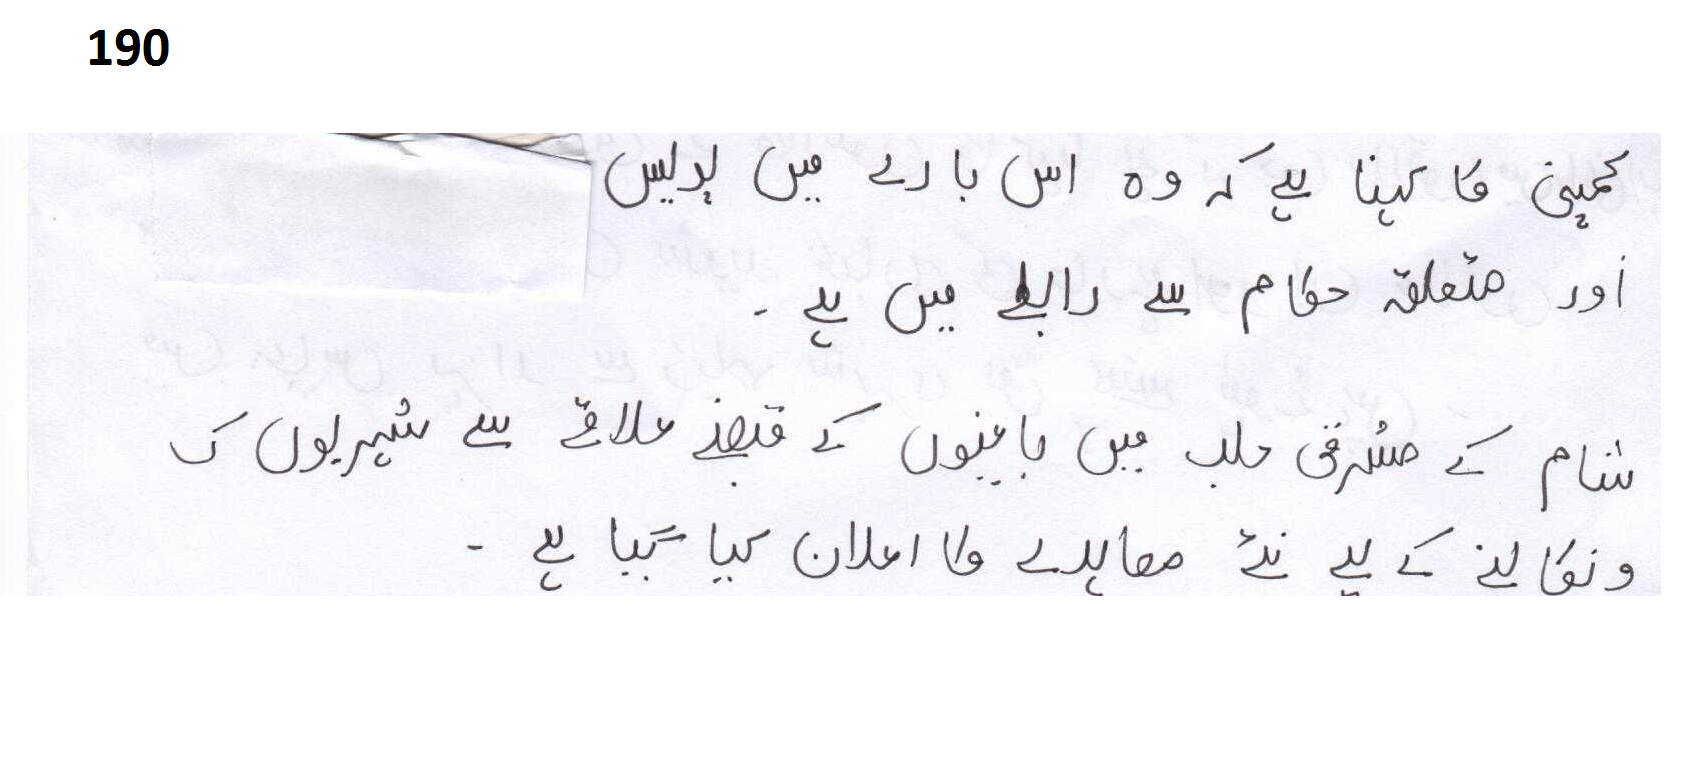 190
کمپنی کا کہنا ہے کہ وہ اس بارے میں پولیس
اور متعلقہ حکام سے رابطے میں ہے ۔
شام کے مشرقی حلب میں باغیوں کے قبضے علاقے سے شہریوں ک
و نکالنے کے لیے نئے معاہدے کا اعلان کیا گیا ہے ۔